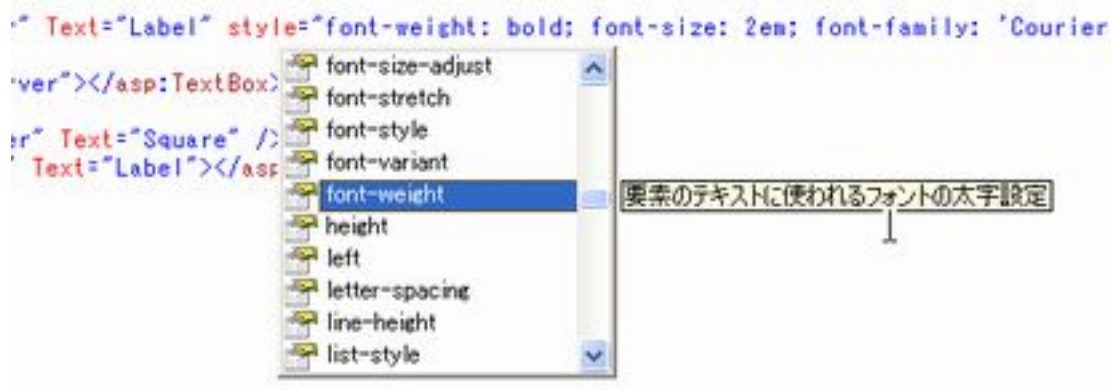 " Text="Label" style="font-weight: bold; font-size: 2em; font-family: 'Courier
font-size-adjust
ver"></asp:TextBox>
font-stretch
font-style
er" Text="Square" />
font-variant
" Text="Label"></asp
font-weight
要素のテキストに使われるフォントの太字設定
height
left
letter-spacing
line-height
list-style